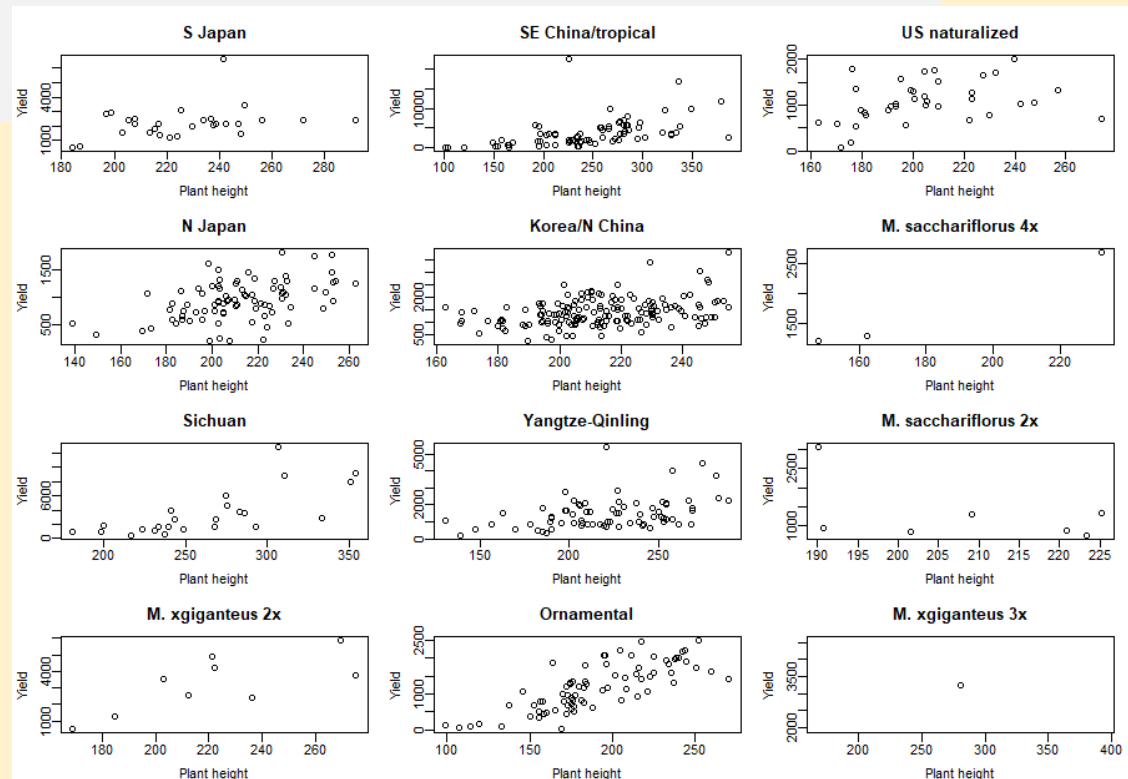 S Japan
Yield
1000 4000
180 200 220 240 260 280
Plant height
SE China/tropical
Yield
0 10000
100 150 200 250 300 350
Plant height
US naturalized
Yield
0 1000 2000
180 200 220 240 260
Plant height
N Japan
Yield
500 1500
140 160 180 200 220 240 260
Plant height
Korea/N China
Yield
500 2000
160 180 200 220 240
Plant height
M. sacchariflorus 4x
Yield
1500 2500
160 180 200 220
Plant height
Sichuan
Yield
0 6000
200 250 300 350
Plant height
Yangtze-Qinling
Yield
0 2000 5000
150 200 250
Plant height
M. sacchariflorus 2x
Yield
1000 2500
190 195 200 205 210 215 220 225
Plant height
M. xgiganteus 2x
Yield
1000 4000
180 200 220 240 260
Plant height
Ornamental
Yield
0 1000 2500
100 150 200 250
Plant height
M. xgiganteus 3x
Yield
2000 3500
200 250 300 350 400
Plant height